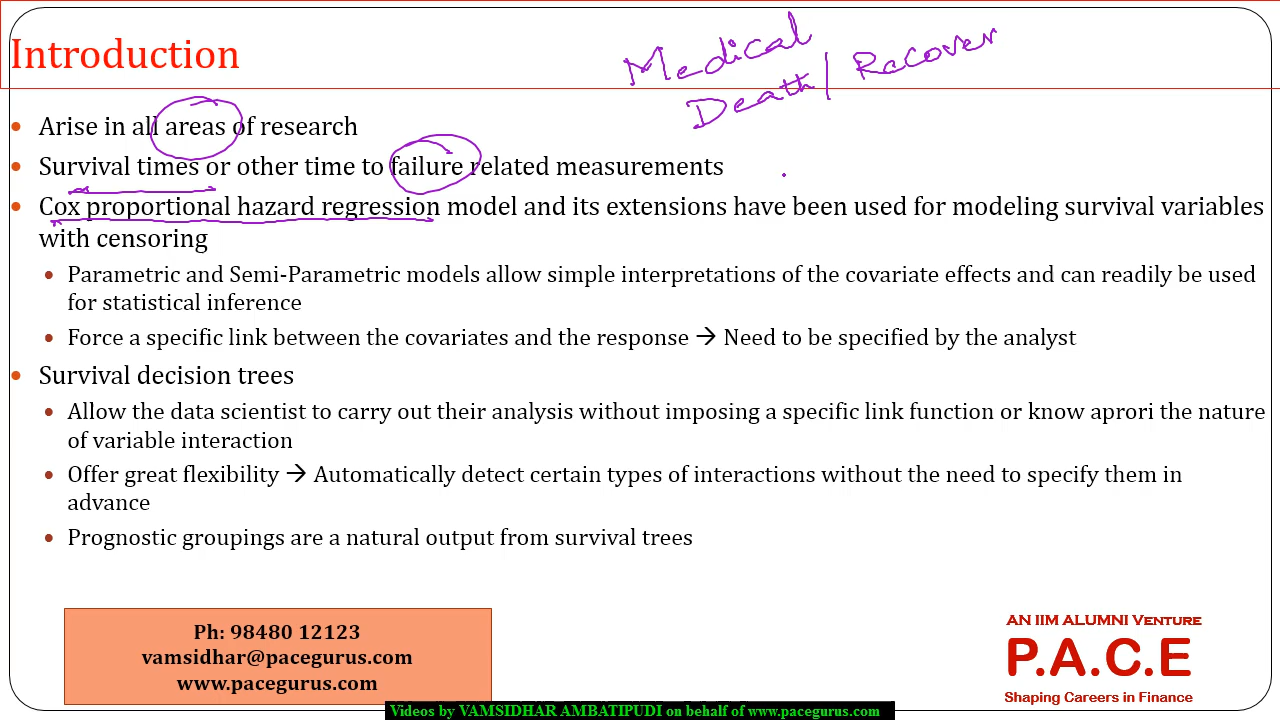 Introduction
Medical
Death/Recover
• Arise in all areas of research
• Survival times or other time to failure related measurements
• Cox proportional hazard regression model and its extensions have been used for modeling survival variables
with censoring
• Parametric and Semi-Parametric models allow simple interpretations of the covariate effects and can readily be used
for statistical inference
• Force a specific link between the covariates and the response → Need to be specified by the analyst
• Survival decision trees
• Allow the data scientist to carry out their analysis without imposing a specific link function or know aprori the nature
of variable interaction
• Offer great flexibility → Automatically detect certain types of interactions without the need to specify them in
advance
• Prognostic groupings are a natural output from survival trees
Ph: 98480 12123
vamsidhar@pacegurus.com
www.pacegurus.com
AN IIM ALUMNI VENTURE
P.A.C.E
Shaping Careers in Finance
Videos by VAMSIDHAR AMBATIPUDI on behalf of www.pacegurus.com